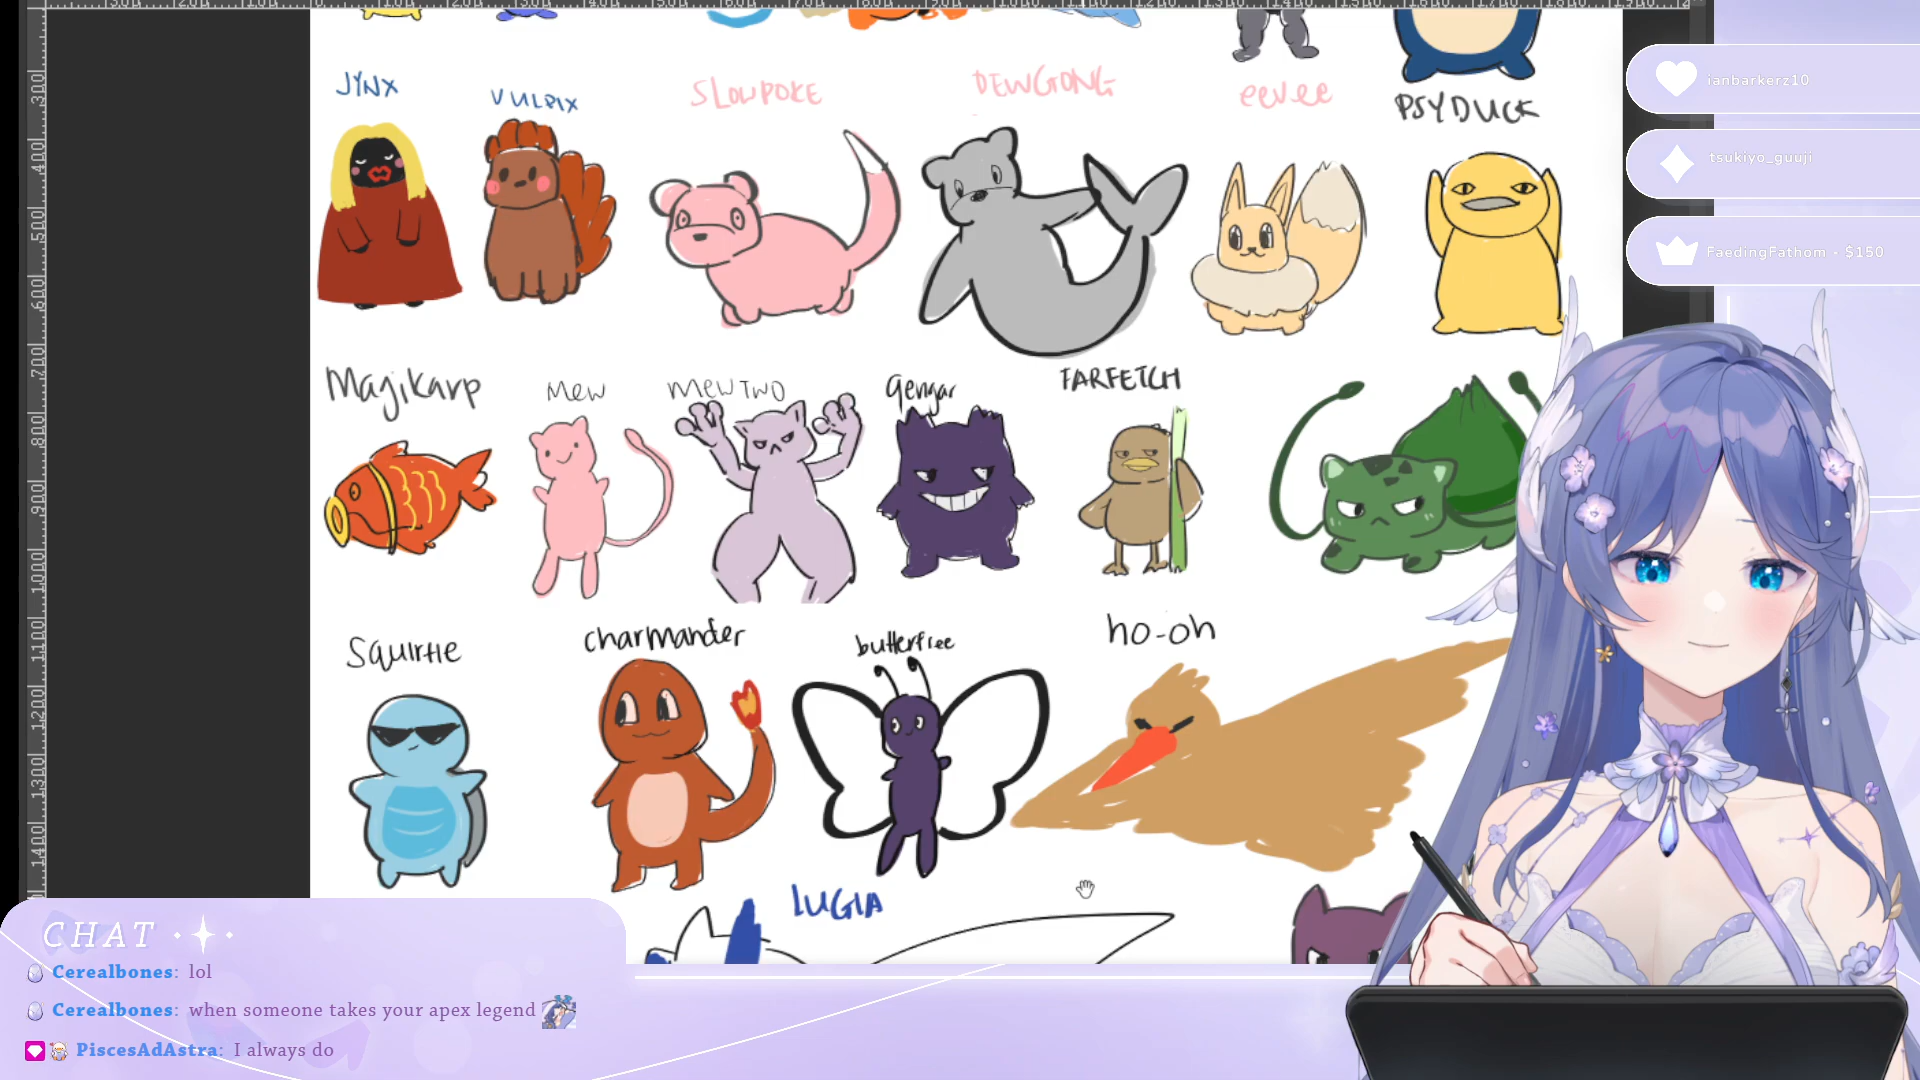 JYNX
VULPIX
SLOWPOKE
DEWGONG
eevee
PSYDUCK
Magikarp
Mew
MewTWO
gengar
FARFETCH
Squirtle
charmander
butterfree
ho-oh
LUGIA
ianbarkerz10
tsukiyo_guuji
FaedingFathom - $150
CHAT
Cerealbones: lol
Cerealbones: when someone takes your apex legend
PiscesAdAstra: I always do